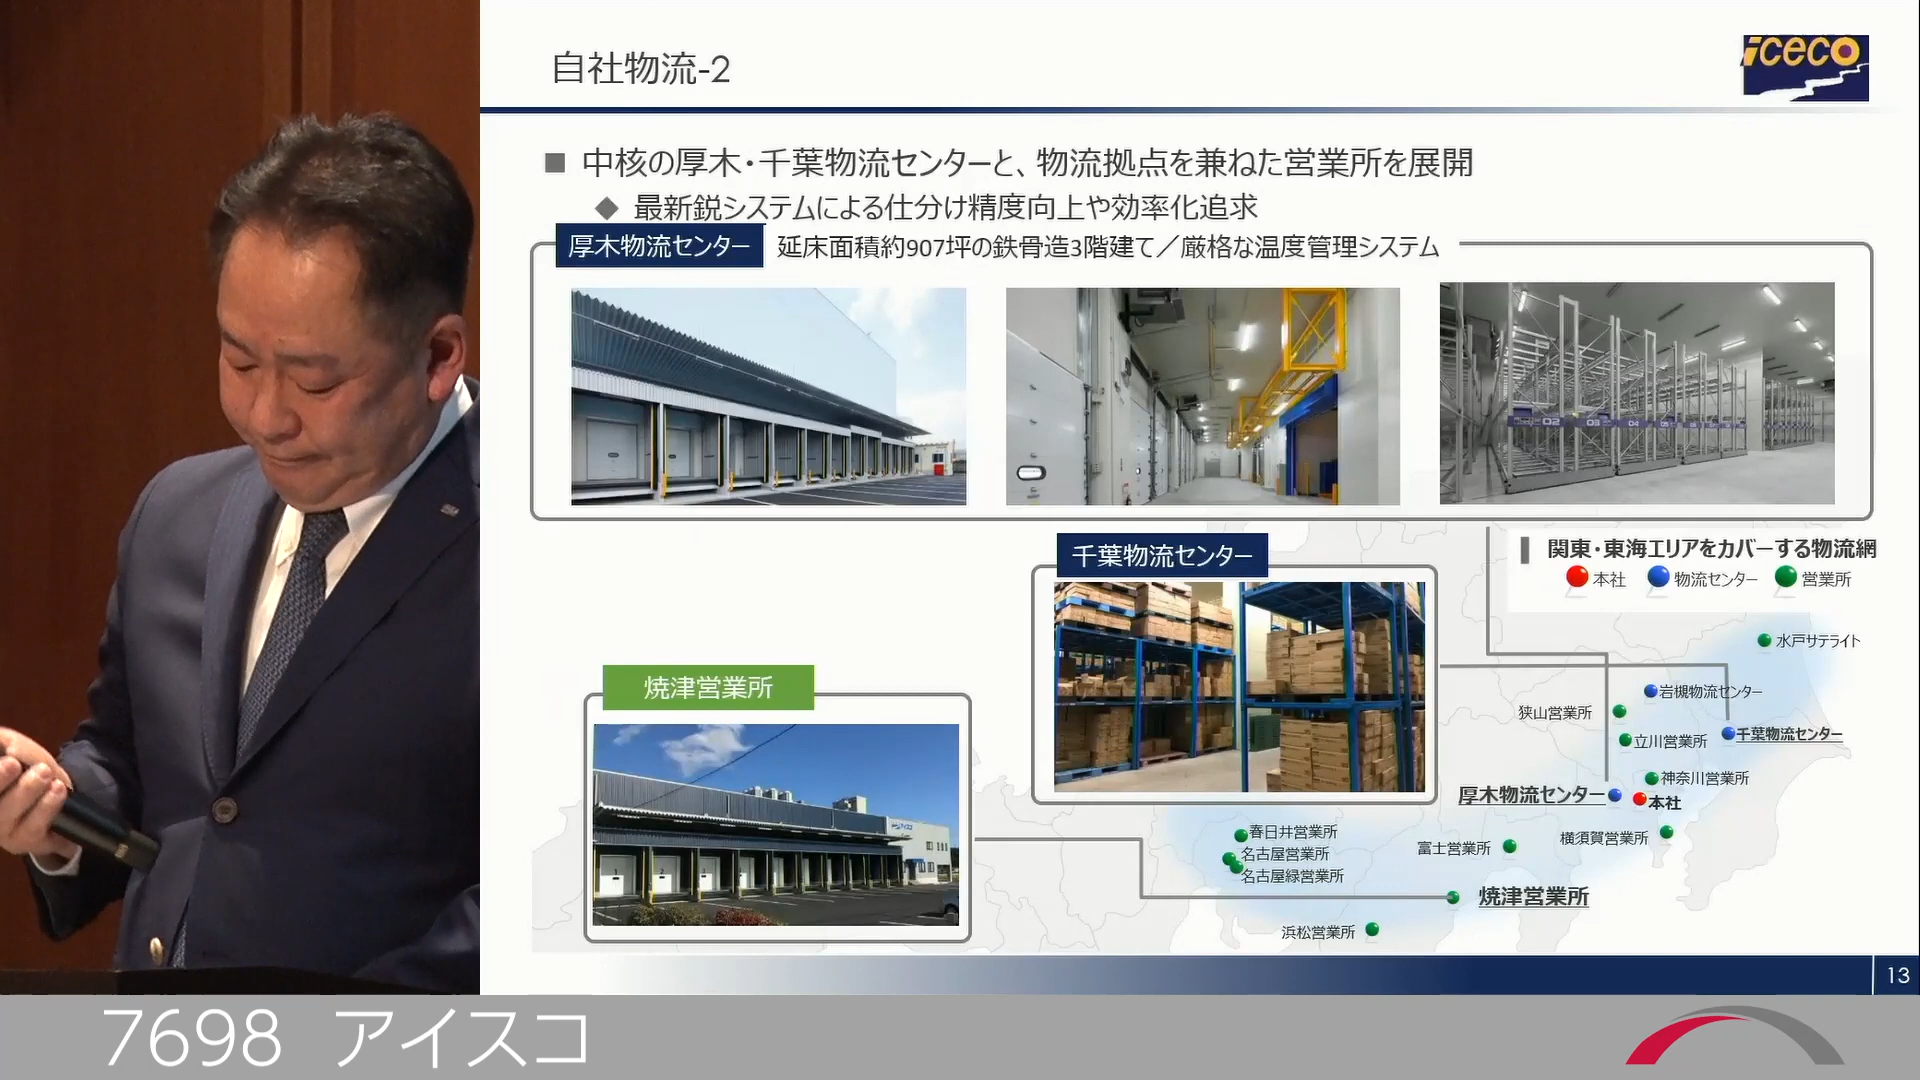 自社物流-2
iceco
■ 中核の厚木・千葉物流センターと、物流拠点を兼ねた営業所を展開
◆ 最新鋭システムによる仕分け精度向上や効率化追求
厚木物流センター 延床面積約907坪の鉄骨造3階建て／厳格な温度管理システム
02 03 04
千葉物流センター
関東・東海エリアをカバーする物流網
本社 物流センター 営業所
水戸サテライト
焼津営業所
岩槻物流センター
狭山営業所
千葉物流センター
立川営業所
神奈川営業所
厚木物流センター
本社
春日井営業所
横須賀営業所
富士営業所
名古屋営業所
名古屋緑営業所
焼津営業所
浜松営業所
13
7698 アイスコ